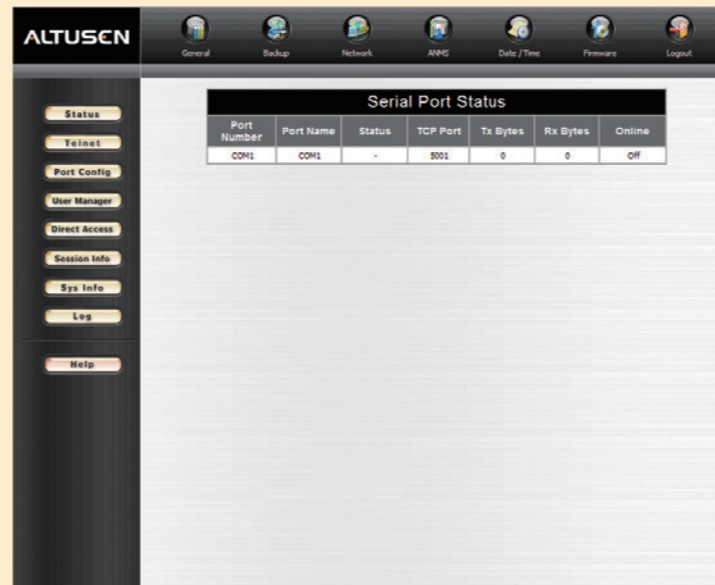 ALTUSEN
General Backup Network ANMS Date / Time Firmware Logout
Status
Telnet
Port Config
User Manager
Direct Access
Session Info
Sys Info
Log
Help
Serial Port Status
Port Number Port Name Status TCP Port Tx Bytes Rx Bytes Online
COM1 COM1 - 5001 0 0 Off